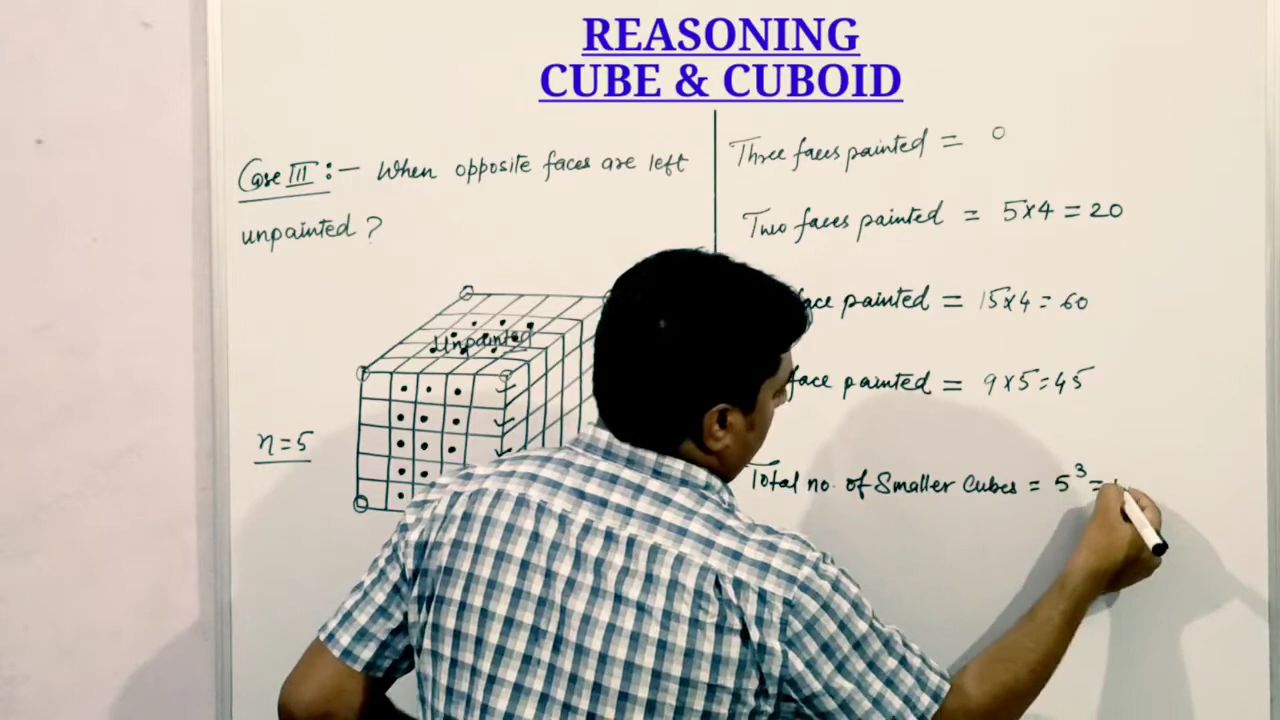 REASONING
CUBE & CUBOID
Case III :- When opposite faces are left
unpainted ?
Unpainted
n = 5
Three faces painted = 0
Two faces painted = 5x4 = 20
face painted = 15x4 = 60
face painted = 9x5 = 45
Total no. of Smaller Cubes = 5³ =